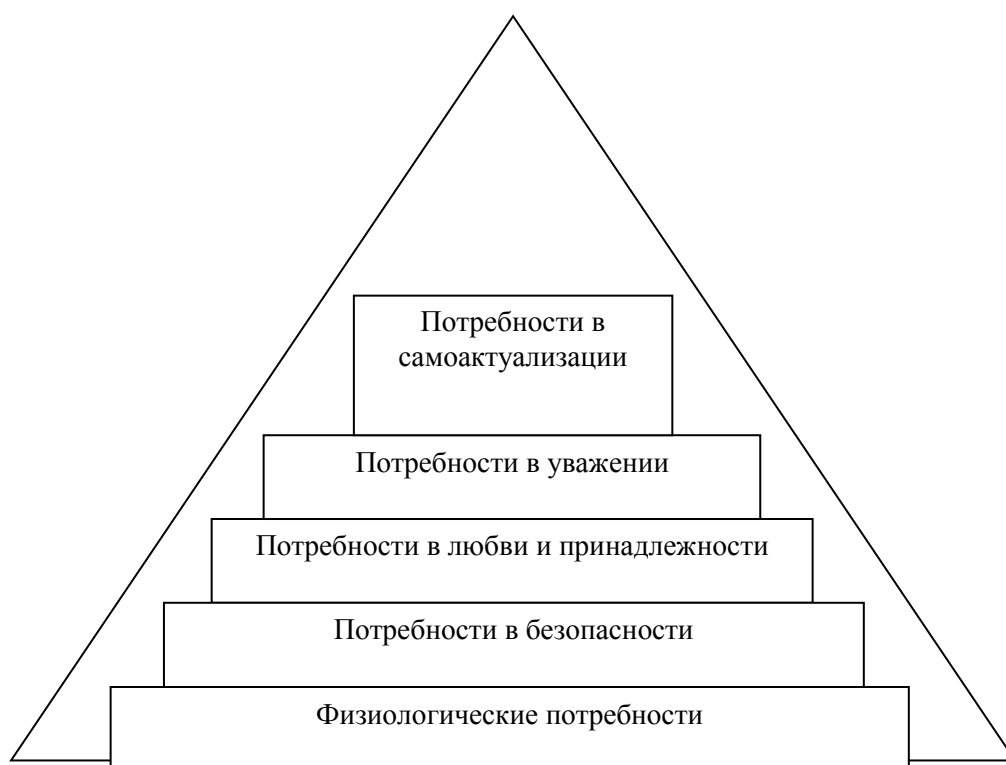 Потребности в
самоактуализации
Потребности в уважении
Потребности в любви и принадлежности
Потребности в безопасности
Физиологические потребности